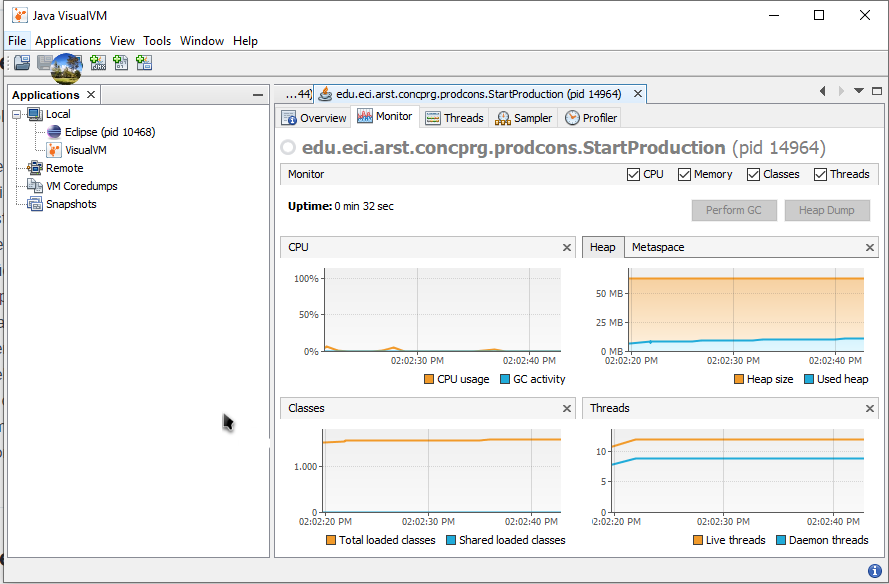 Java VisualVM
File Applications View Tools Window Help
Applications
...44) edu.eci.arst.concprg.prodcons.StartProduction (pid 14964)
Local
Eclipse (pid 10468)
VisualVM
Remote
VM Coredumps
Snapshots
Overview Monitor Threads Sampler Profiler
edu.eci.arst.concprg.prodcons.StartProduction (pid 14964)
Monitor CPU Memory Classes Threads
Uptime: 0 min 32 sec Perform GC Heap Dump
CPU
100%
50%
0%
02:02:30 PM 02:02:40 PM
CPU usage GC activity
Heap Metaspace
50 MB
25 MB
0 MB
02:02:20 PM 02:02:30 PM 02:02:40 PM
Heap size Used heap
Classes
1.000
0
02:02:20 PM 02:02:30 PM 02:02:40 PM
Total loaded classes Shared loaded classes
Threads
10
5
0
02:20 PM 02:02:30 PM 02:02:40 PM
Live threads Daemon threads